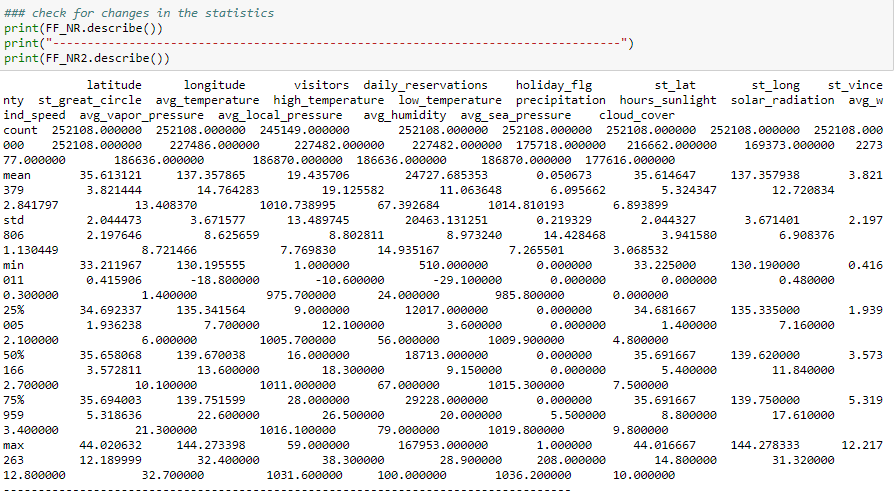 ### check for changes in the statistics
print(FF_NR.describe())
print("--------------------------------------------------------------------------------")
print(FF_NR2.describe())
latitude longitude visitors daily_reservations holiday_flg st_lat st_long st_vince
nty st_great_circle avg_temperature high_temperature low_temperature precipitation hours_sunlight solar_radiation avg_w
ind_speed avg_vapor_pressure avg_local_pressure avg_humidity avg_sea_pressure cloud_cover
count 252108.000000 252108.000000 245149.000000 252108.000000 252108.000000 252108.000000 252108.000000 252108.000
000 252108.000000 227486.000000 227482.000000 227482.000000 175718.000000 216662.000000 169373.000000 2273
77.000000 186636.000000 186870.000000 186636.000000 186870.000000 177616.000000
mean 35.613121 137.357865 19.435706 24727.685353 0.050673 35.614647 137.357938 3.821
379 3.821444 14.764283 19.125582 11.063648 6.095662 5.324347 12.720834
2.841797 13.408370 1010.738995 67.392684 1014.810193 6.893899
std 2.044473 3.671577 13.489745 20463.131251 0.219329 2.044327 3.671401 2.197
806 2.197646 8.625659 8.802811 8.973240 14.428468 3.941580 6.908376
1.130449 8.721466 7.769830 14.935167 7.265501 3.068532
min 33.211967 130.195555 1.000000 510.000000 0.000000 33.225000 130.190000 0.416
011 0.415906 -18.800000 -10.600000 -29.100000 0.000000 0.000000 0.480000
0.300000 1.400000 975.700000 24.000000 985.800000 0.000000
25% 34.692337 135.341564 9.000000 12017.000000 0.000000 34.681667 135.335000 1.939
005 1.936238 7.700000 12.100000 3.600000 0.000000 1.400000 7.160000
2.100000 6.000000 1005.700000 56.000000 1009.900000 4.800000
50% 35.658068 139.670038 16.000000 18713.000000 0.000000 35.691667 139.620000 3.573
166 3.572811 13.600000 18.300000 9.150000 0.000000 5.400000 11.840000
2.700000 10.100000 1011.000000 67.000000 1015.300000 7.500000
75% 35.694003 139.751599 28.000000 29228.000000 0.000000 35.691667 139.750000 5.319
959 5.318636 22.600000 26.500000 20.000000 5.500000 8.800000 17.610000
3.400000 21.300000 1016.100000 79.000000 1019.800000 9.800000
max 44.020632 144.273398 59.000000 167953.000000 1.000000 44.016667 144.278333 12.217
263 12.189999 32.400000 38.300000 28.900000 208.000000 14.800000 31.320000
12.800000 32.700000 1031.600000 100.000000 1036.200000 10.000000
--------------------------------------------------------------------------------